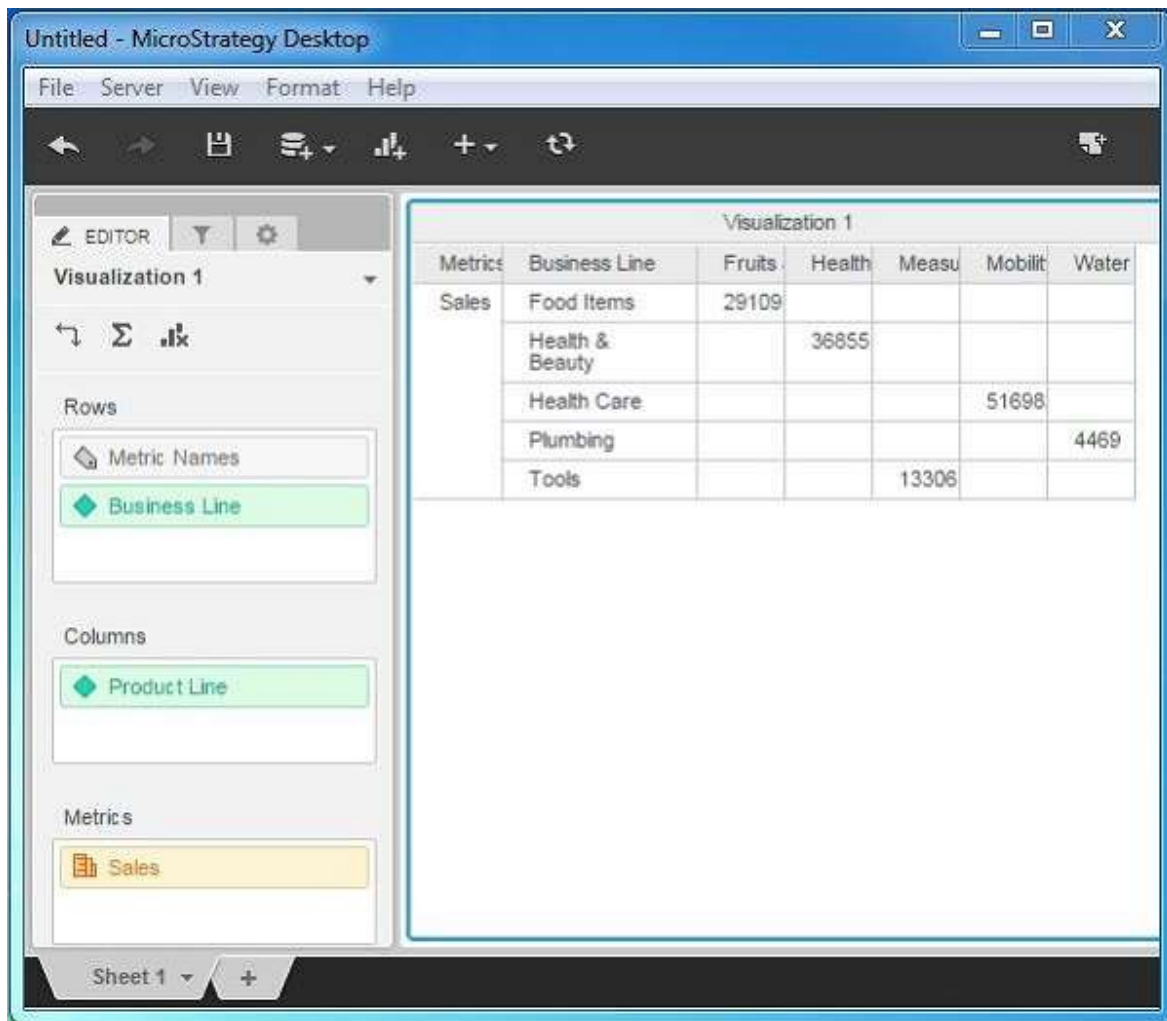 Untitled - MicroStrategy Desktop
File Server View Format Help
EDITOR
Visualization 1
Rows
Metric Names
Business Line
Columns
Product Line
Metrics
Sales
Visualization 1
Metrics Business Line Fruits Health Measu Mobilit Water
Sales Food Items 29109
Health & 36855
Beauty
Health Care 51698
Plumbing 4469
Tools 13306
Sheet 1 +